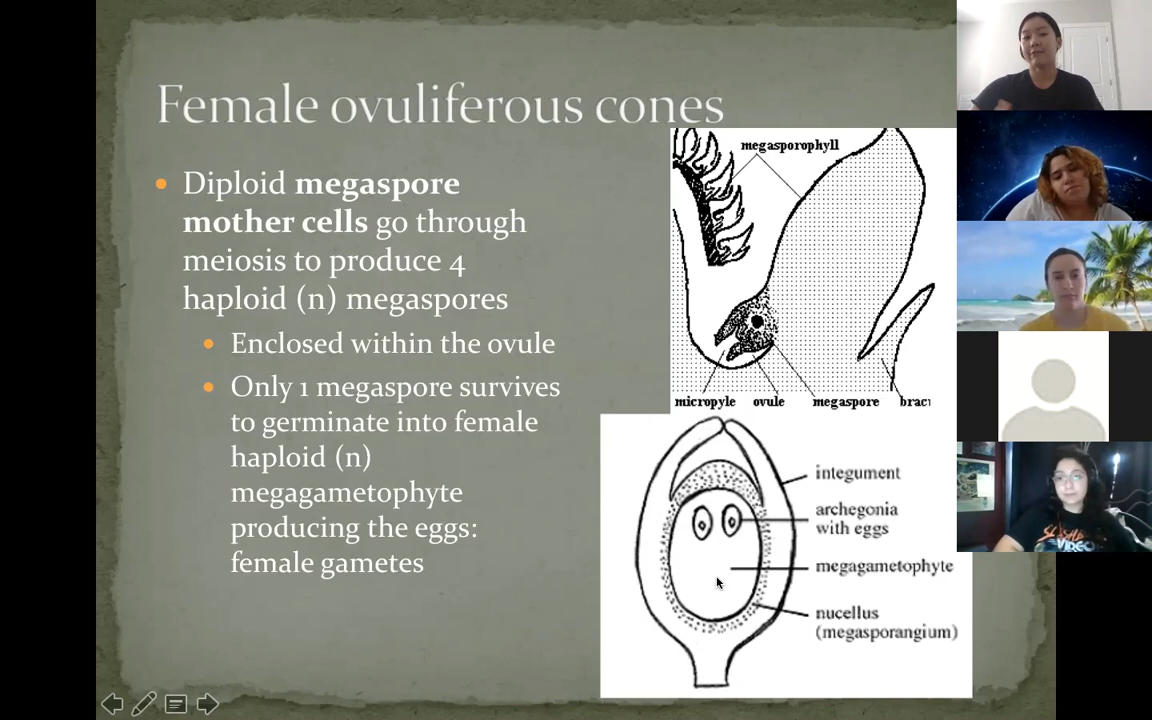 Female ovuliferous cones
Diploid megaspore
mother cells go through
meiosis to produce 4
haploid (n) megaspores
Enclosed within the ovule
Only 1 megaspore survives
to germinate into female
haploid (n)
megagametophyte
producing the eggs:
female gametes
megasporophyll
micropyle ovule megaspore bract
integument
archegonia
with eggs
megagametophyte
nucellus
(megasporangium)
VIDEO